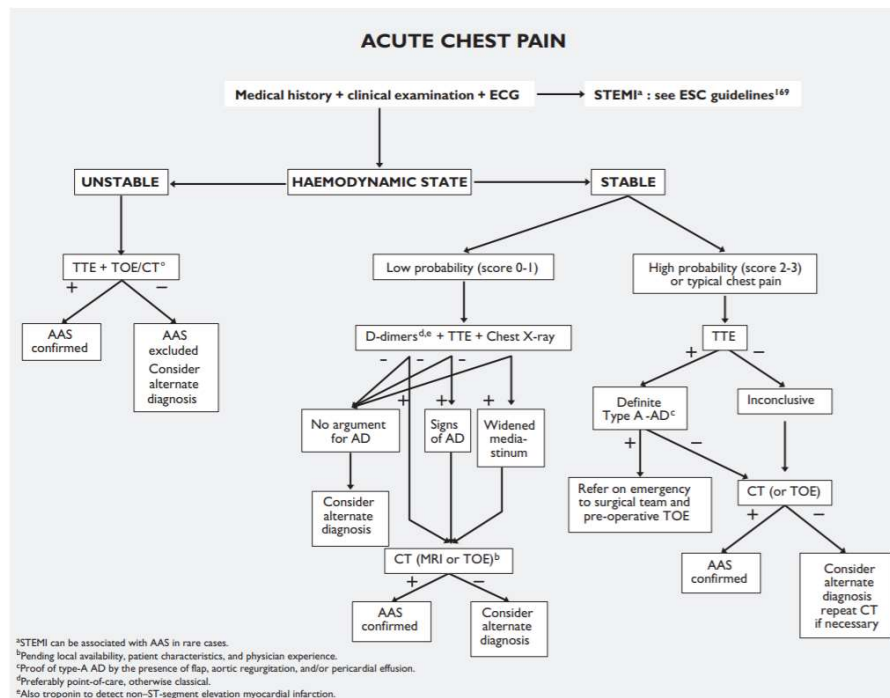 ACUTE CHEST PAIN
Medical history + clinical examination + ECG
STEMIᵃ : see ESC guidelines¹⁶⁹
UNSTABLE
HAEMODYNAMIC STATE
STABLE
TTE + TOE/CT°
+
–
AAS
confirmed
AAS
excluded
Consider
alternate
diagnosis
Low probability (score 0-1)
D-dimersᵈ,ᵉ + TTE + Chest X-ray
-
-
-
+
+
+
No argument
for AD
Signs
of AD
Widened
media-
stinum
Consider
alternate
diagnosis
CT (MRI or TOE)ᵇ
+
–
AAS
confirmed
Consider
alternate
diagnosis
High probability (score 2-3)
or typical chest pain
TTE
+
–
Definite
Type A -ADᶜ
Inconclusive
+
–
Refer on emergency
to surgical team and
pre-operative TOE
CT (or TOE)
+
–
AAS
confirmed
Consider
alternate
diagnosis
repeat CT
if necessary
ᵃSTEMI can be associated with AAS in rare cases.
ᵇPending local availability, patient characteristics, and physician experience.
ᶜProof of type-A AD by the presence of flap, aortic regurgitation, and/or pericardial effusion.
ᵈPreferably point-of-care, otherwise classical.
ᵉAlso troponin to detect non–ST-segment elevation myocardial infarction.